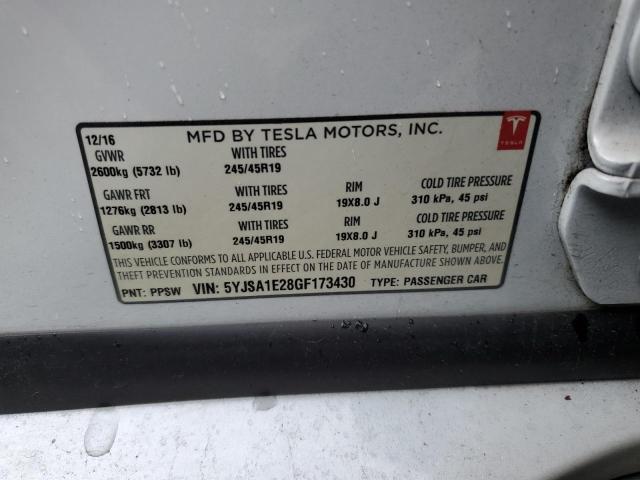 12/16 MFD BY TESLA MOTORS, INC. TESLA
GVWR WITH TIRES
2600kg (5732 lb) 245/45R19
GAWR FRT WITH TIRES RIM COLD TIRE PRESSURE
1276kg (2813 lb) 245/45R19 19X8.0 J 310 kPa, 45 psi
GAWR RR WITH TIRES RIM COLD TIRE PRESSURE
1500kg (3307 lb) 245/45R19 19X8.0 J 310 kPa, 45 psi
THIS VEHICLE CONFORMS TO ALL APPLICABLE U.S. FEDERAL MOTOR VEHICLE SAFETY, BUMPER, AND
THEFT PREVENTION STANDARDS IN EFFECT ON THE DATE OF MANUFACTURE SHOWN ABOVE.
PNT: PPSW VIN: 5YJSA1E28GF173430 TYPE: PASSENGER CAR